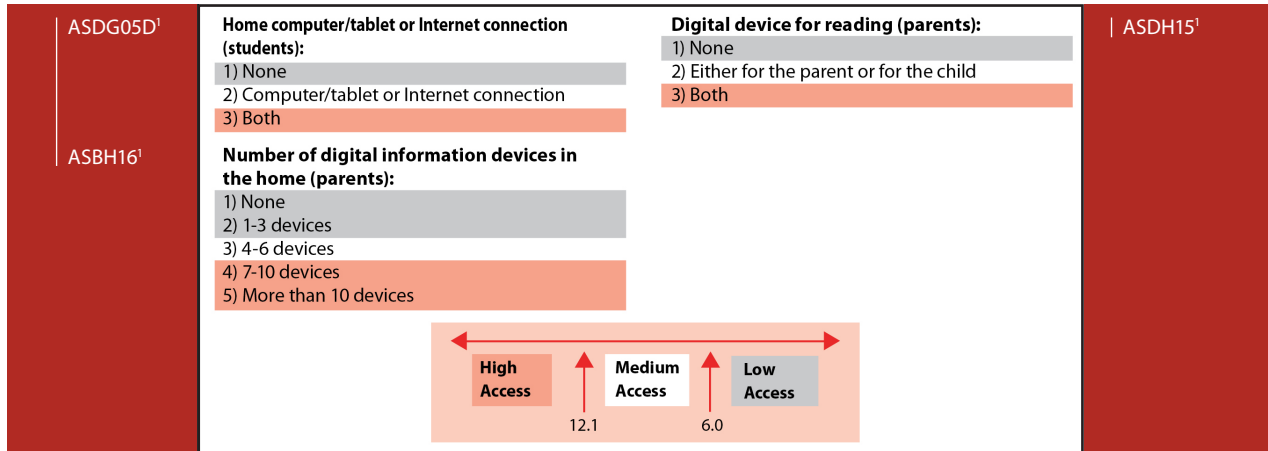 ASDG05D¹
Home computer/tablet or Internet connection
(students):
1) None
2) Computer/tablet or Internet connection
3) Both
ASBH16¹
Number of digital information devices in
the home (parents):
1) None
2) 1-3 devices
3) 4-6 devices
4) 7-10 devices
5) More than 10 devices
Digital device for reading (parents):
1) None
2) Either for the parent or for the child
3) Both
ASDH15¹
High
Access
Medium
Access
Low
Access
12.1
6.0